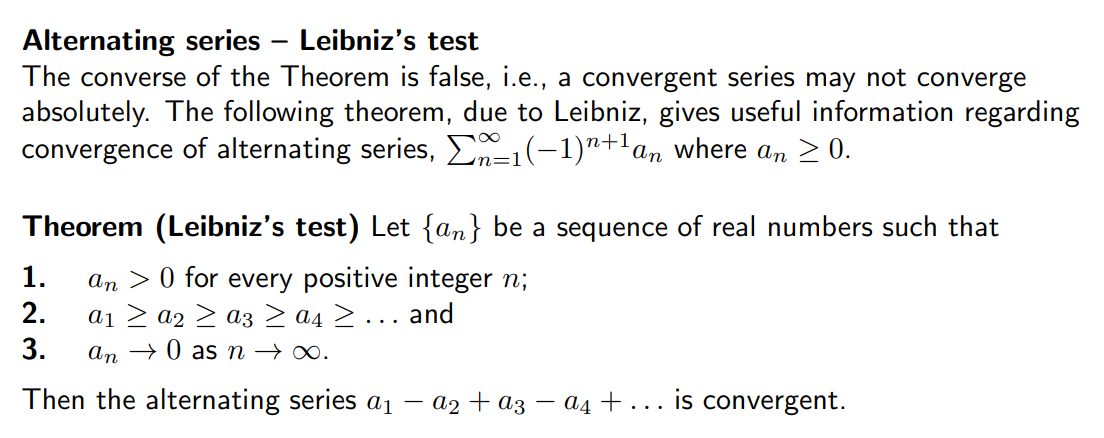 Alternating series – Leibniz's test
The converse of the Theorem is false, i.e., a convergent series may not converge
absolutely. The following theorem, due to Leibniz, gives useful information regarding
convergence of alternating series, $\sum_{n=1}^{\infty}(-1)^{n+1}a_n$ where $a_n \geq 0$.
Theorem (Leibniz's test) Let $\{a_n\}$ be a sequence of real numbers such that
1. $a_n > 0$ for every positive integer $n$;
2. $a_1 \geq a_2 \geq a_3 \geq a_4 \geq \ldots$ and
3. $a_n \to 0$ as $n \to \infty$.
Then the alternating series $a_1 - a_2 + a_3 - a_4 + \ldots$ is convergent.